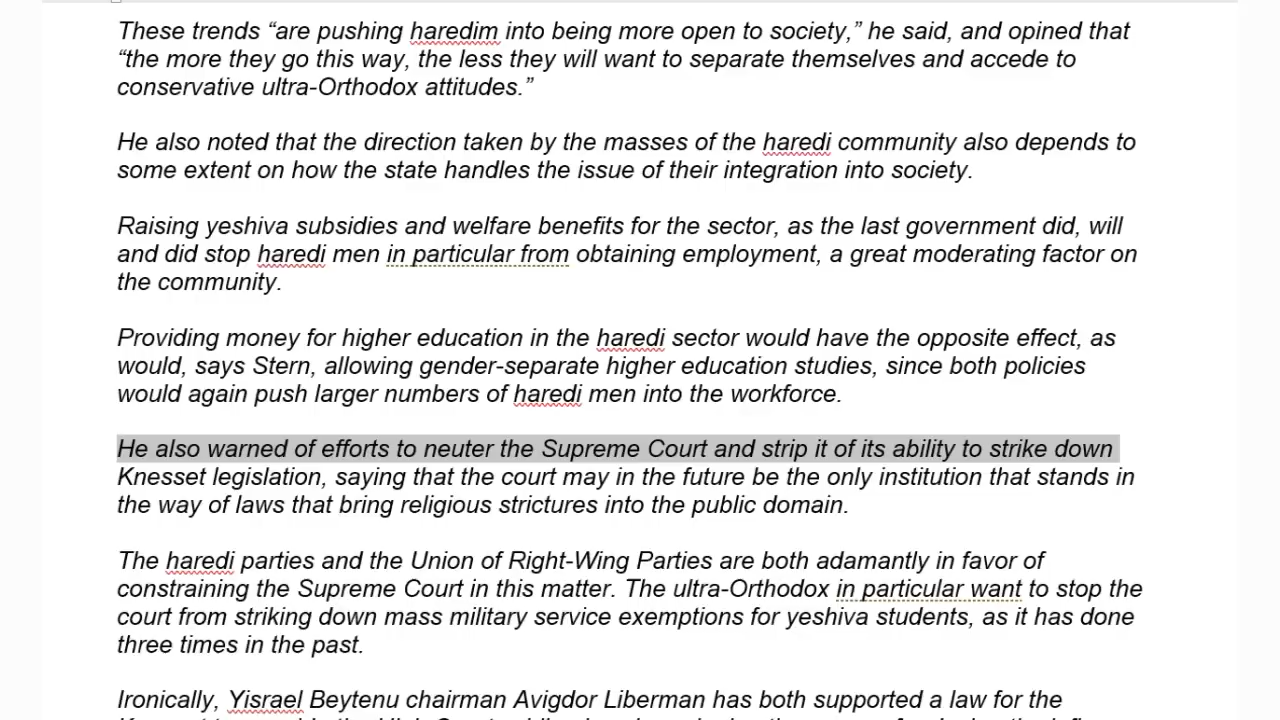 These trends “are pushing haredim into being more open to society,” he said, and opined that
“the more they go this way, the less they will want to separate themselves and accede to
conservative ultra-Orthodox attitudes.”
He also noted that the direction taken by the masses of the haredi community also depends to
some extent on how the state handles the issue of their integration into society.
Raising yeshiva subsidies and welfare benefits for the sector, as the last government did, will
and did stop haredi men in particular from obtaining employment, a great moderating factor on
the community.
Providing money for higher education in the haredi sector would have the opposite effect, as
would, says Stern, allowing gender-separate higher education studies, since both policies
would again push larger numbers of haredi men into the workforce.
He also warned of efforts to neuter the Supreme Court and strip it of its ability to strike down
Knesset legislation, saying that the court may in the future be the only institution that stands in
the way of laws that bring religious strictures into the public domain.
The haredi parties and the Union of Right-Wing Parties are both adamantly in favor of
constraining the Supreme Court in this matter. The ultra-Orthodox in particular want to stop the
court from striking down mass military service exemptions for yeshiva students, as it has done
three times in the past.
Ironically, Yisrael Beytenu chairman Avigdor Liberman has both supported a law for the